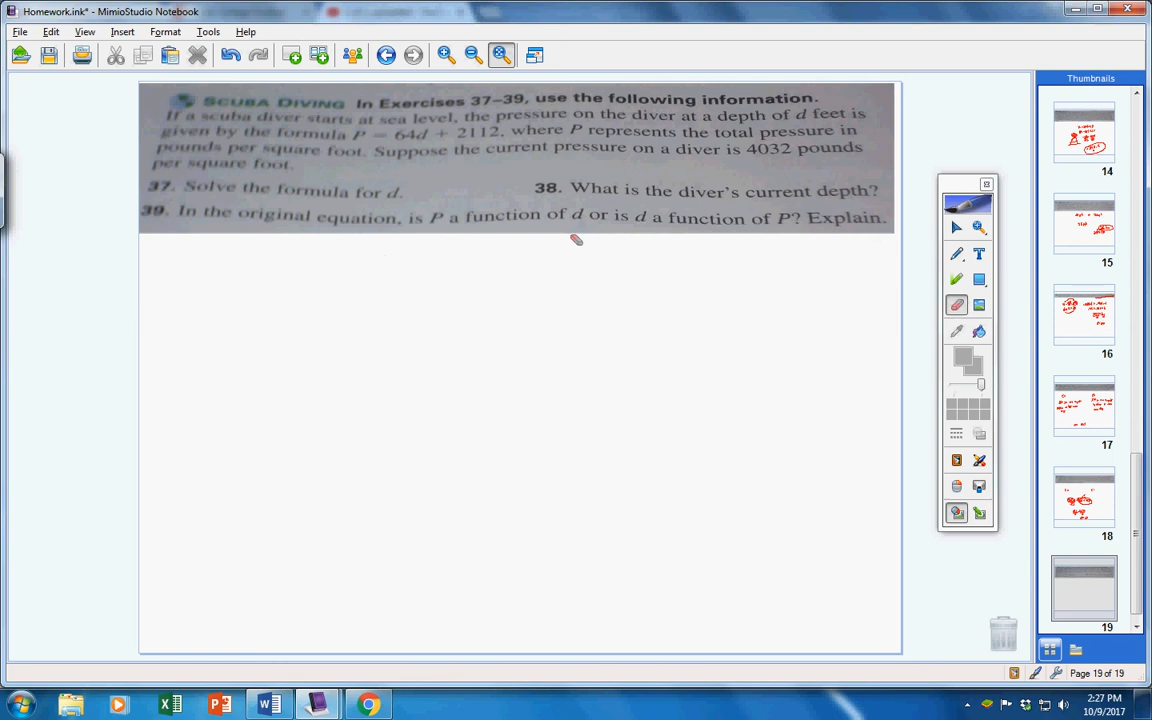 Homework.ink* - MimioStudio Notebook
File Edit View Insert Format Tools Help
Thumbnails
SCUBA DIVING In Exercises 37–39, use the following information.
If a scuba diver starts at sea level, the pressure on the diver at a depth of d feet is
given by the formula P = 64d + 2112, where P represents the total pressure in
pounds per square foot. Suppose the current pressure on a diver is 4032 pounds
per square foot.
37. Solve the formula for d. 38. What is the diver's current depth?
39. In the original equation, is P a function of d or is d a function of P? Explain.
T
14
15
16
17
18
19
Page 19 of 19
2:27 PM
10/9/2017